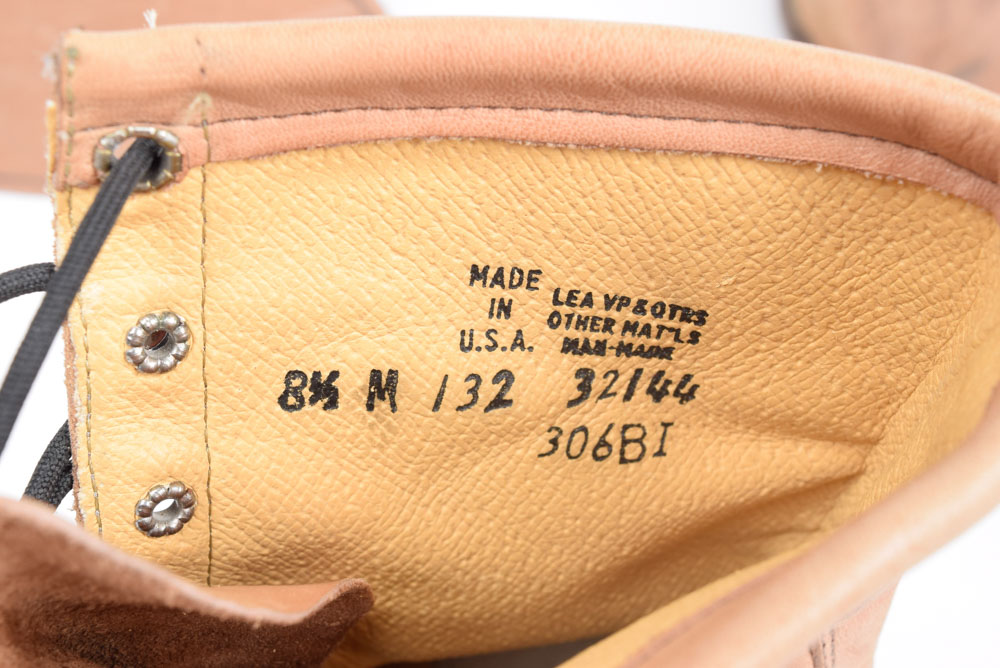 MADE
IN
U.S.A.
LEA VP & QTRS
OTHER MAT'LS
MAN-MADE
8½ M 132 32144
306BI